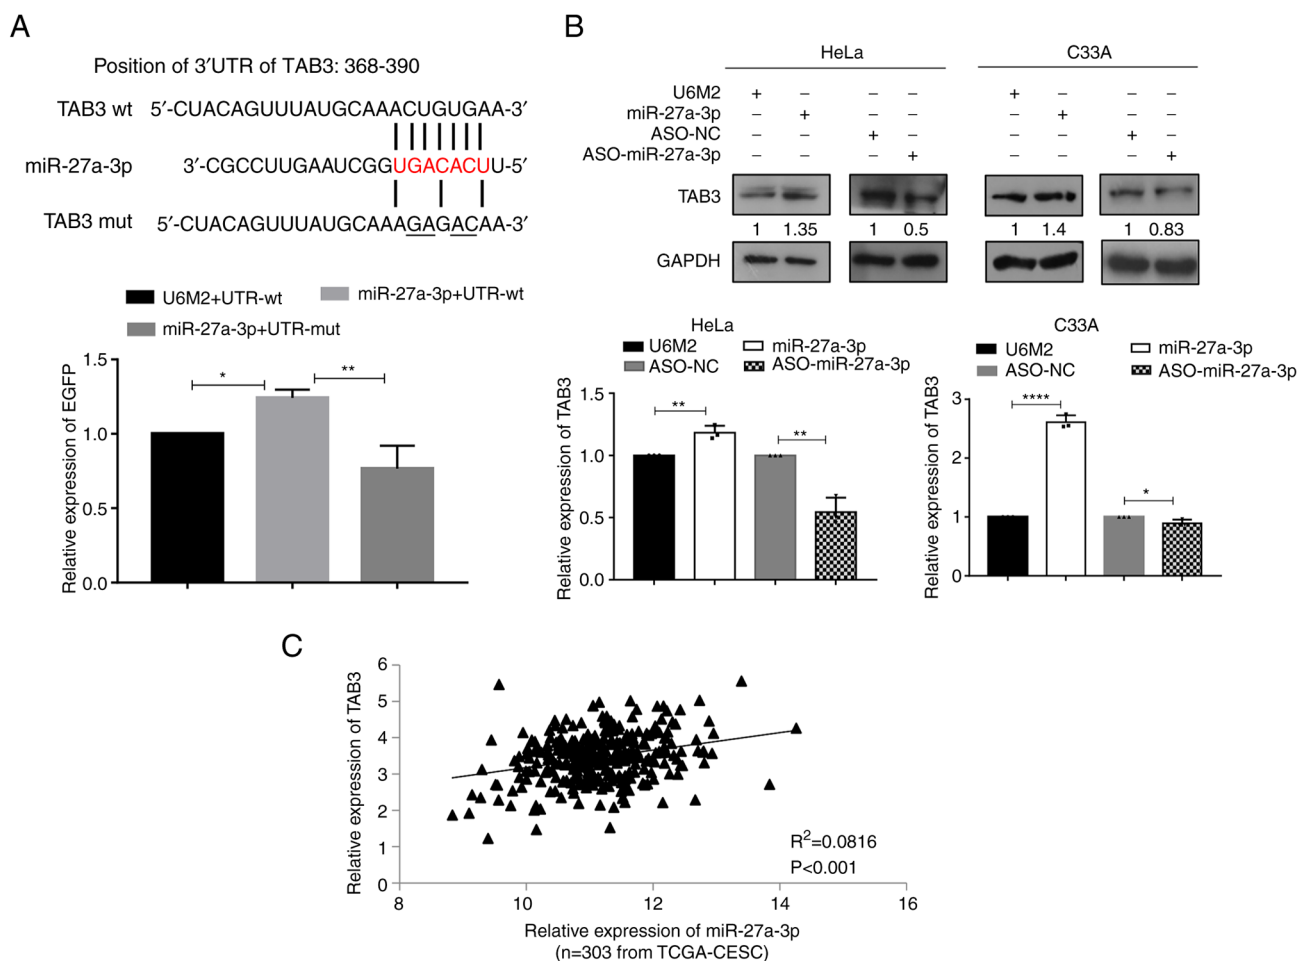 A
Position of 3′UTR of TAB3: 368-390
TAB3 wt 5′-CUACAGUUUAUGCAAACUGUGAA-3′
miR-27a-3p 3′-CGCCUUGAAUCGGUGACACUU-5′
TAB3 mut 5′-CUACAGUUUAUGCAAAGAGACAA-3′
U6M2+UTR-wt miR-27a-3p+UTR-wt
miR-27a-3p+UTR-mut
Relative expression of EGFP
1.5
1.0
0.5
0.0
* **
B
HeLa C33A
U6M2 + – – – + – – –
miR-27a-3p – + – – – + – –
ASO-NC – – + – – – + –
ASO-miR-27a-3p – – – + – – – +
TAB3
1 1.35 1 0.5 1 1.4 1 0.83
GAPDH
HeLa
U6M2 miR-27a-3p
ASO-NC ASO-miR-27a-3p
Relative expression of TAB3
1.5
1.0
0.5
0.0
** **
C33A
U6M2 miR-27a-3p
ASO-NC ASO-miR-27a-3p
Relative expression of TAB3
3
2
1
0
**** *
C
Relative expression of TAB3
6
5
4
3
2
1
0
R²=0.0816
P<0.001
8 10 12 14 16
Relative expression of miR-27a-3p
(n=303 from TCGA-CESC)